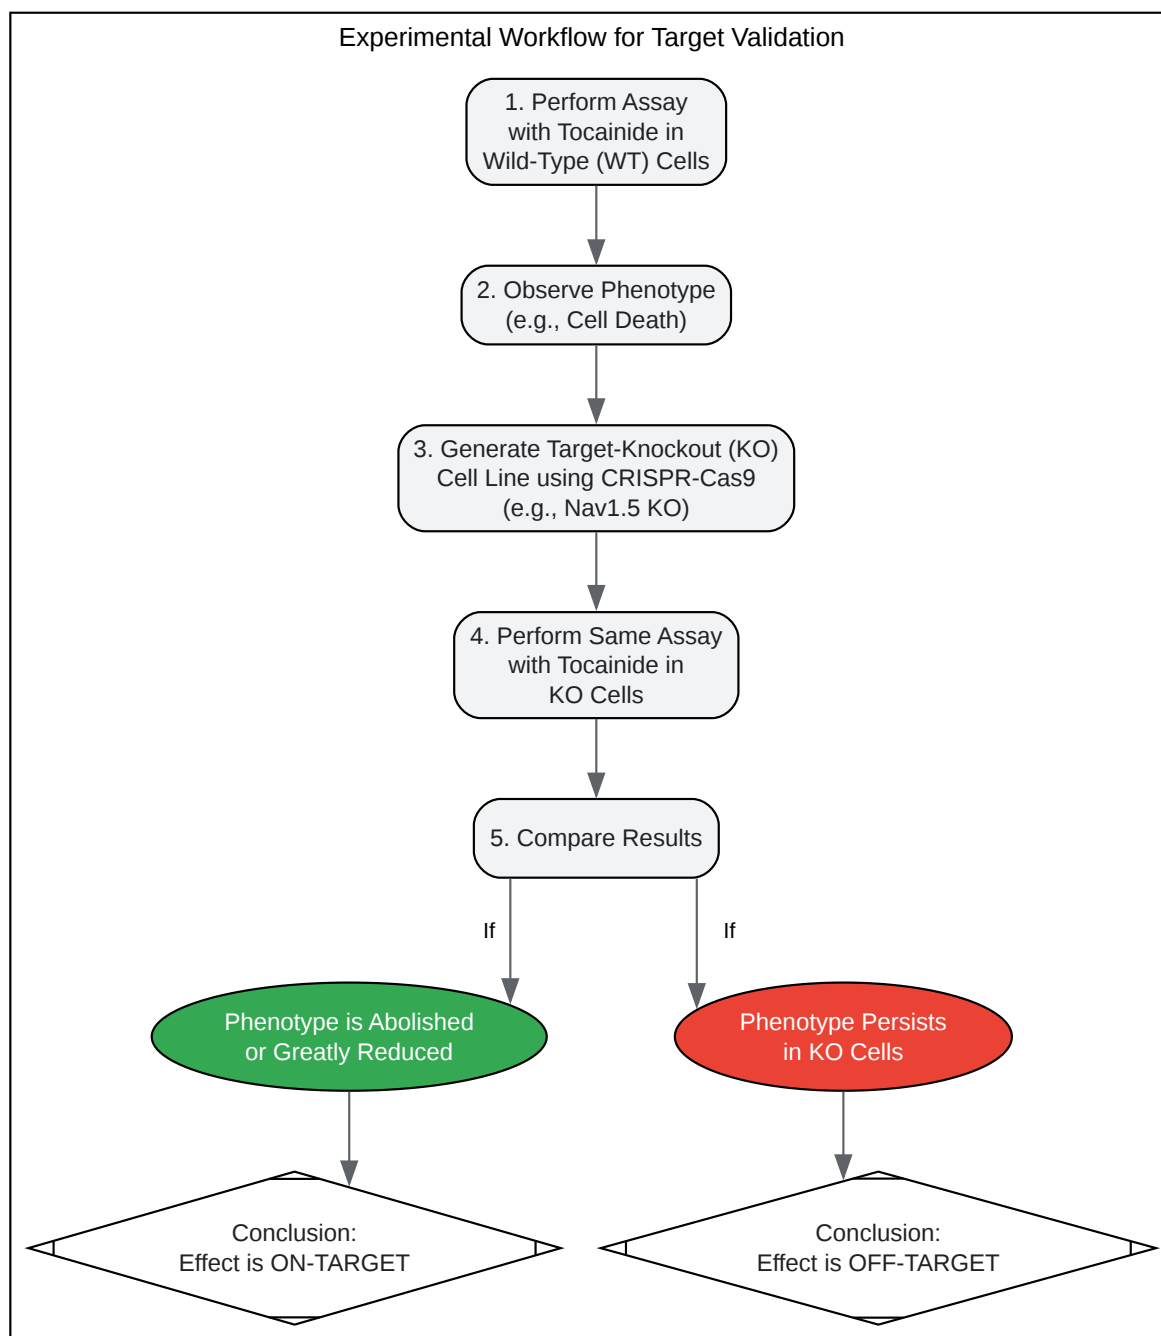 Experimental Workflow for Target Validation
1. Perform Assay
with Tocainide in
Wild-Type (WT) Cells
2. Observe Phenotype
(e.g., Cell Death)
3. Generate Target-Knockout (KO)
Cell Line using CRISPR-Cas9
(e.g., Nav1.5 KO)
4. Perform Same Assay
with Tocainide in
KO Cells
5. Compare Results
If
If
Phenotype is Abolished
or Greatly Reduced
Phenotype Persists
in KO Cells
Conclusion:
Effect is ON-TARGET
Conclusion:
Effect is OFF-TARGET